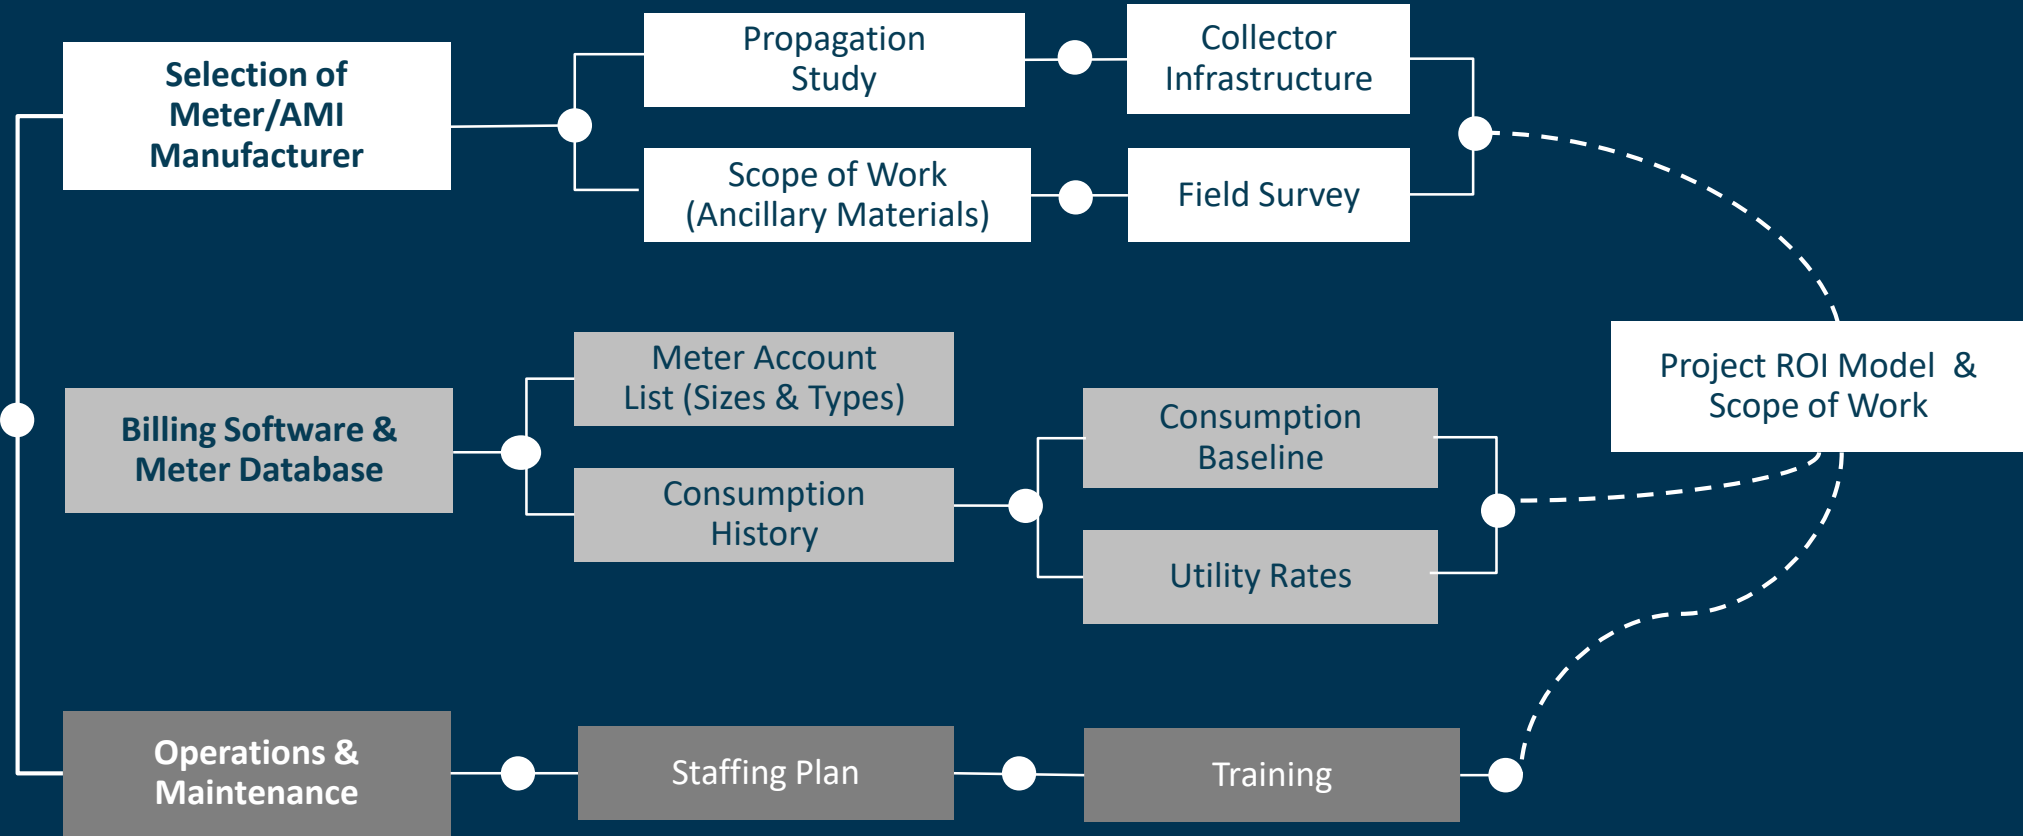 Selection of
Meter/AMI
Manufacturer
Propagation
Study
Collector
Infrastructure
Scope of Work
(Ancillary Materials)
Field Survey
Billing Software &
Meter Database
Meter Account
List (Sizes & Types)
Consumption
History
Consumption
Baseline
Utility Rates
Project ROI Model &
Scope of Work
Operations &
Maintenance
Staffing Plan
Training